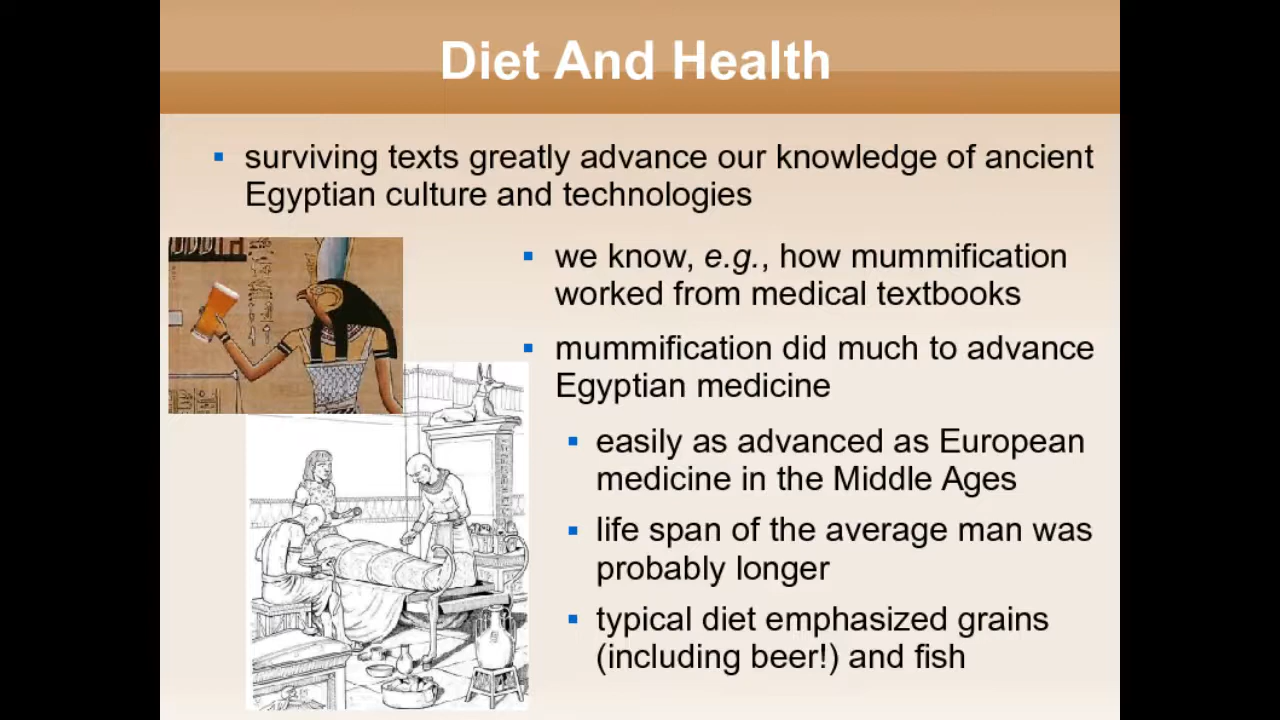 Diet And Health
▪ surviving texts greatly advance our knowledge of ancient
Egyptian culture and technologies
▪ we know, e.g., how mummification
worked from medical textbooks
▪ mummification did much to advance
Egyptian medicine
▪ easily as advanced as European
medicine in the Middle Ages
▪ life span of the average man was
probably longer
▪ typical diet emphasized grains
(including beer!) and fish